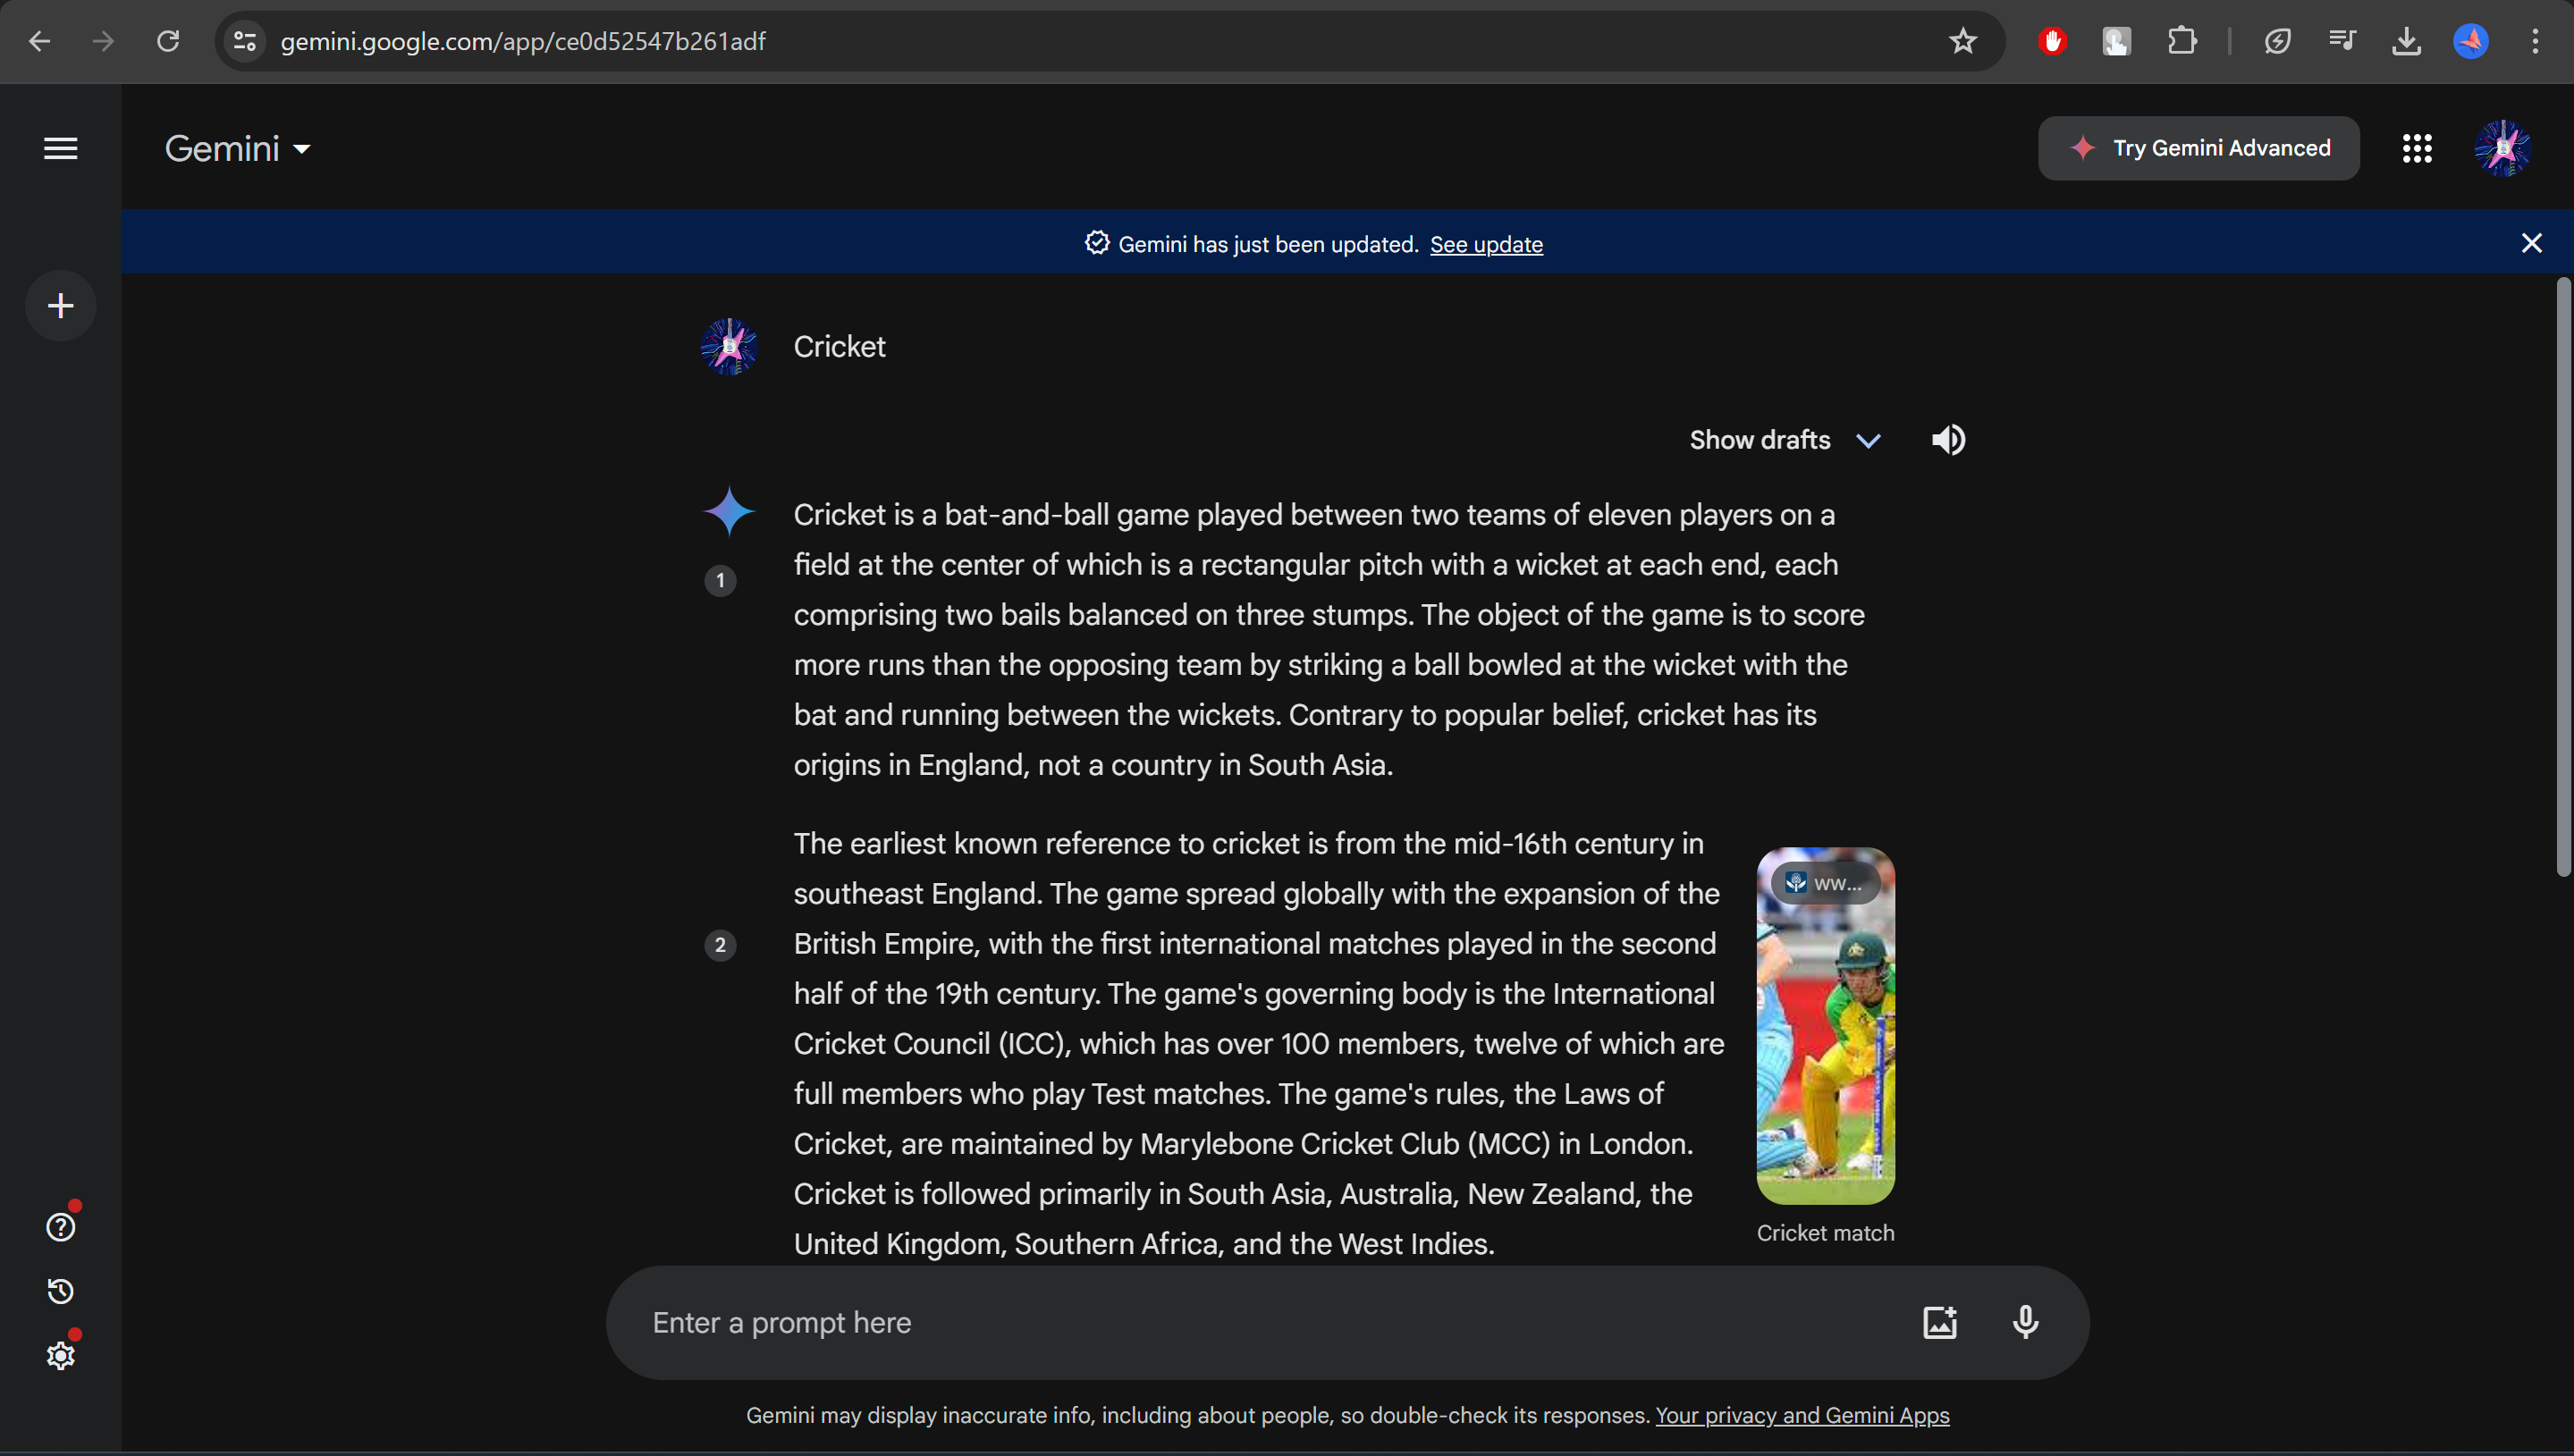 gemini.google.com/app/ce0d52547b261adf
Gemini
Try Gemini Advanced
Gemini has just been updated. See update
Cricket
Show drafts
Cricket is a bat-and-ball game played between two teams of eleven players on a
field at the center of which is a rectangular pitch with a wicket at each end, each
1
comprising two bails balanced on three stumps. The object of the game is to score
more runs than the opposing team by striking a ball bowled at the wicket with the
bat and running between the wickets. Contrary to popular belief, cricket has its
origins in England, not a country in South Asia.
The earliest known reference to cricket is from the mid-16th century in
southeast England. The game spread globally with the expansion of the
2
British Empire, with the first international matches played in the second
half of the 19th century. The game's governing body is the International
Cricket Council (ICC), which has over 100 members, twelve of which are
full members who play Test matches. The game's rules, the Laws of
Cricket, are maintained by Marylebone Cricket Club (MCC) in London.
Cricket is followed primarily in South Asia, Australia, New Zealand, the
United Kingdom, Southern Africa, and the West Indies.
ww...
Cricket match
Enter a prompt here
Gemini may display inaccurate info, including about people, so double-check its responses. Your privacy and Gemini Apps